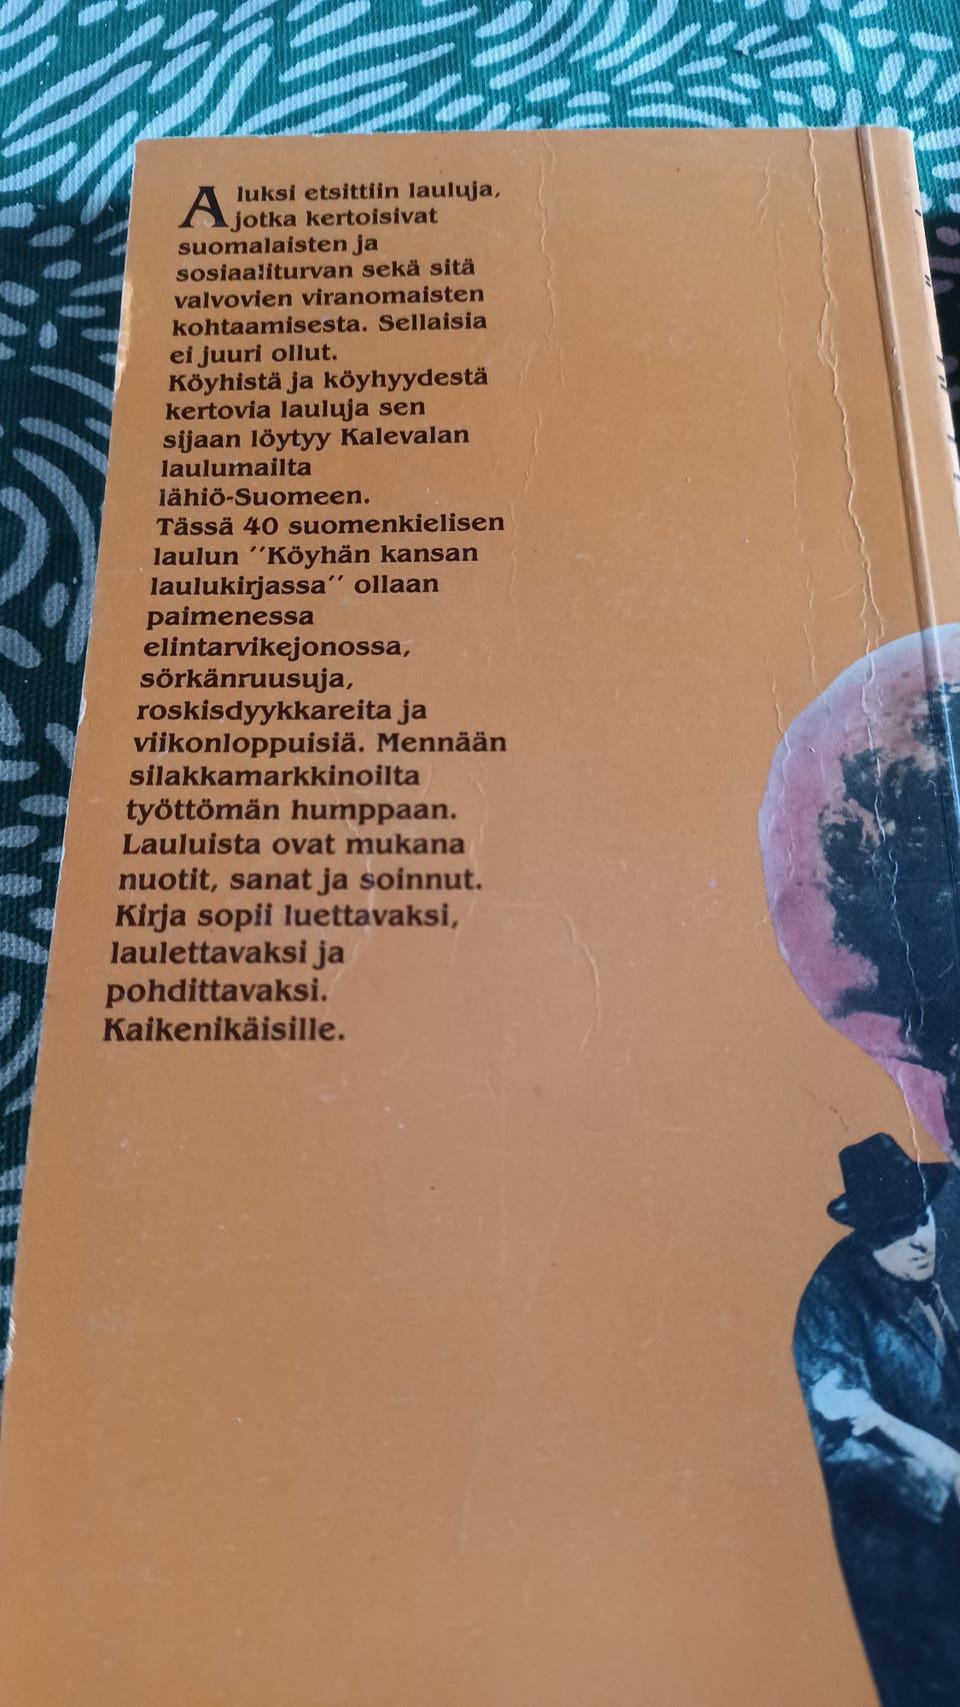 Aluksi etsittiin lauluja,
jotka kertoisivat
suomalaisten ja
sosiaaliturvan sekä sitä
valvovien viranomaisten
kohtaamisesta. Sellaisia
ei juuri ollut.
Köyhistä ja köyhyydestä
kertovia lauluja sen
sijaan löytyy Kalevalan
laulumailta
lähiö-Suomeen.
Tässä 40 suomenkielisen
laulun "Köyhän kansan
laulukirjassa" ollaan
paimenessa
elintarvikejonossa,
sörkänruusuja,
roskisdyykkareita ja
viikonloppuisiä. Mennään
silakkamarkkinoilta
työttömän humppaan.
Lauluista ovat mukana
nuotit, sanat ja soinnut.
Kirja sopii luettavaksi,
laulettavaksi ja
pohdittavaksi.
Kaikenikäisille.